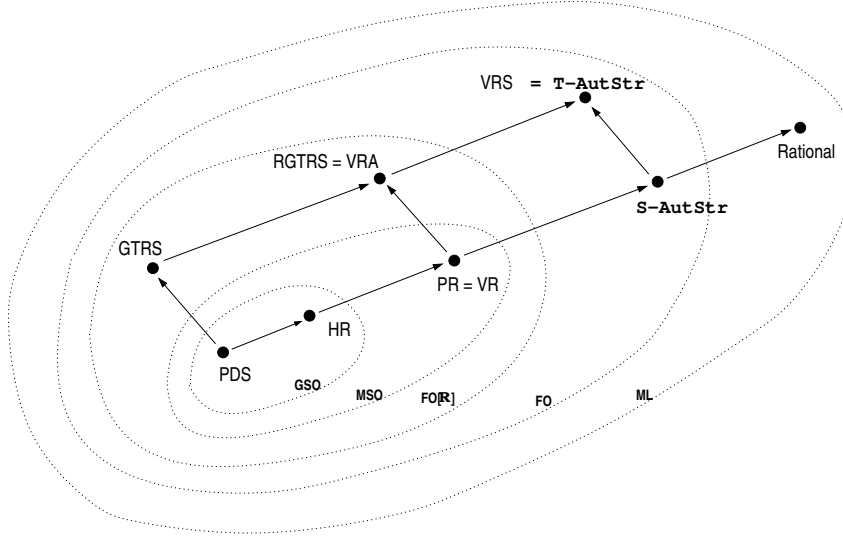 VRS = T-AutStr
Rational
RGTRS = VRA
S-AutStr
GTRS
PR = VR
HR
PDS
GSO
MSO
FO[R]
FO
ML